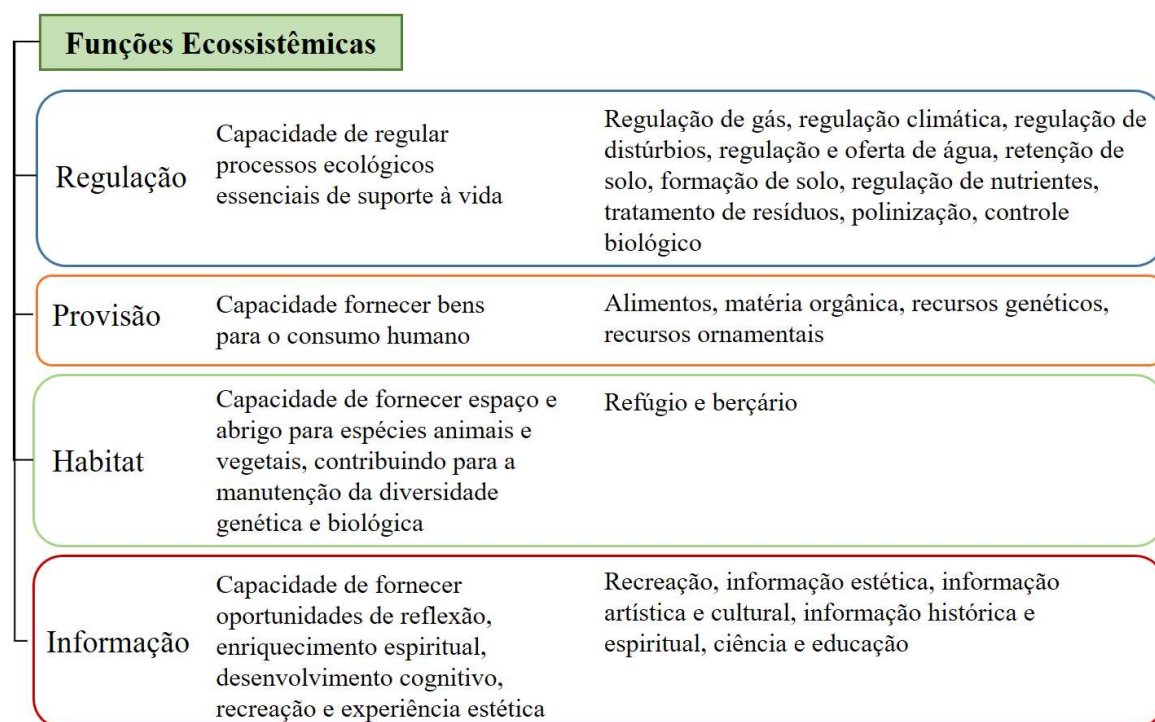 Funções Ecossistêmicas
Regulação
Capacidade de regular
processos ecológicos
essenciais de suporte à vida
Regulação de gás, regulação climática, regulação de
distúrbios, regulação e oferta de água, retenção de
solo, formação de solo, regulação de nutrientes,
tratamento de resíduos, polinização, controle
biológico
Provisão
Capacidade fornecer bens
para o consumo humano
Alimentos, matéria orgânica, recursos genéticos,
recursos ornamentais
Habitat
Capacidade de fornecer espaço e
abrigo para espécies animais e
vegetais, contribuindo para a
manutenção da diversidade
genética e biológica
Refúgio e berçário
Informação
Capacidade de fornecer
oportunidades de reflexão,
enriquecimento espiritual,
desenvolvimento cognitivo,
recreação e experiência estética
Recreação, informação estética, informação
artística e cultural, informação histórica e
espiritual, ciência e educação